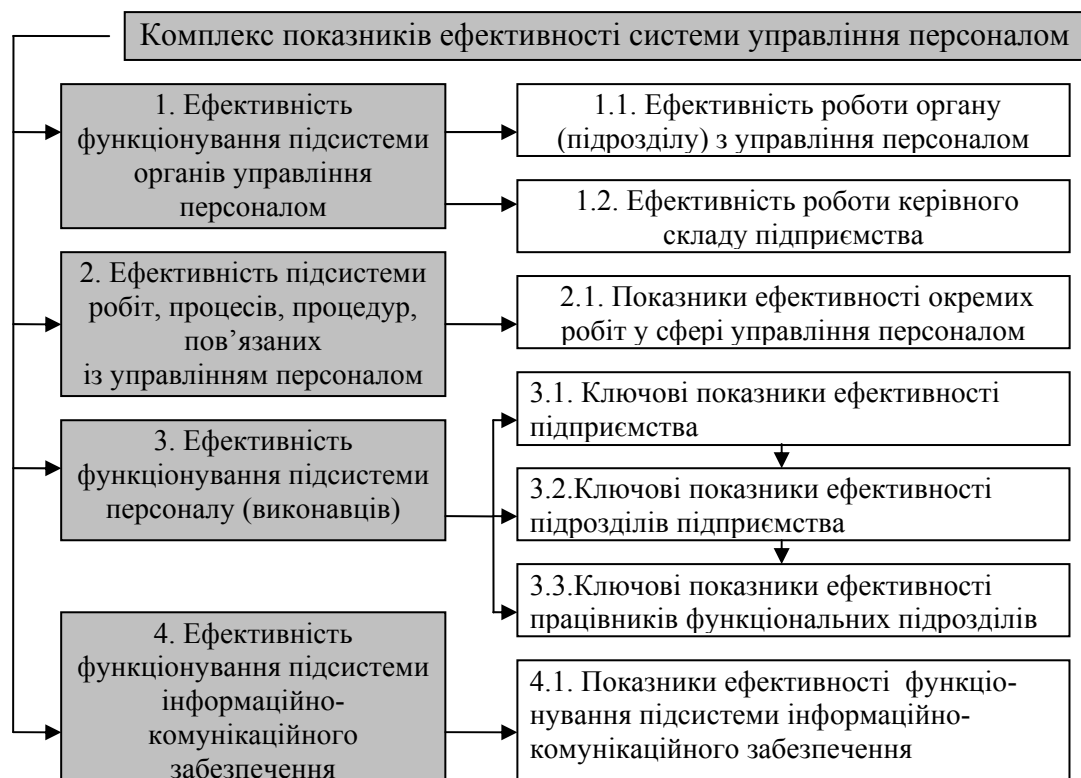 Комплекс показників ефективності системи управління персоналом
1. Ефективність
функціонування підсистеми
органів управління
персоналом
1.1. Ефективність роботи органу
(підрозділу) з управління персоналом
1.2. Ефективність роботи керівного
складу підприємства
2. Ефективність підсистеми
робіт, процесів, процедур,
пов’язаних
із управлінням персоналом
2.1. Показники ефективності окремих
робіт у сфері управління персоналом
3. Ефективність
функціонування підсистеми
персоналу (виконавців)
3.1. Ключові показники ефективності
підприємства
3.2.Ключові показники ефективності
підрозділів підприємства
3.3.Ключові показники ефективності
працівників функціональних підрозділів
4. Ефективність
функціонування підсистеми
інформаційно-
комунікаційного
забезпечення
4.1. Показники ефективності функціо-
нування підсистеми інформаційно-
комунікаційного забезпечення